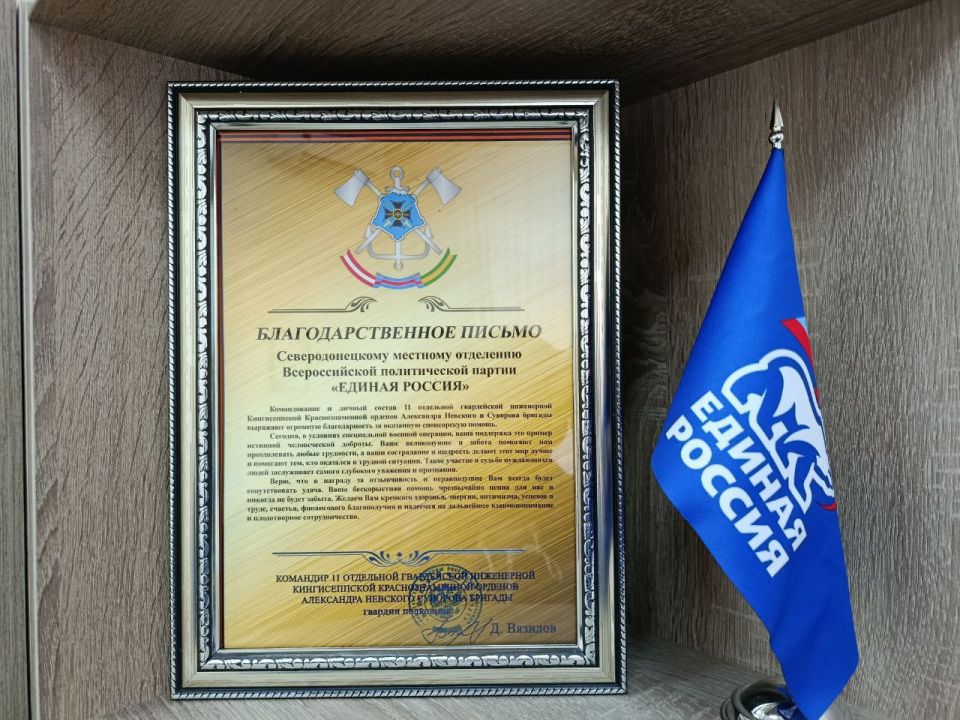 БЛАГОДАРСТВЕННОЕ ПИСЬМО
Северодонецкому местному отделению
Всероссийской политической партии
«ЕДИНАЯ РОССИЯ»
Командование и личный состав 11 отдельной гвардейской инженерной
Кингисеппской Краснознаменной орденов Александра Невского и Суворова бригады
выражают огромную благодарность за оказанную спонсорскую помощь.
Сегодня, в условиях специальной военной операции, ваша поддержка это пример
истинной человеческой доброты. Ваше великодушие и забота помогают нам
преодолевать любые трудности, а ваши сострадание и щедрость делают этот мир лучше
и помогают тем, кто оказался в трудной ситуации. Такое участие в судьбе нуждающихся
людей заслуживает самого глубокого уважения и признания.
Верю, что в награду за отзывчивость и неравнодушие Вам всегда будет
сопутствовать удача. Ваша бескорыстная помощь чрезвычайно ценна для нас и
никогда не будет забыта. Желаем Вам крепкого здоровья, энергии, оптимизма, успехов в
труде, счастья, финансового благополучия и надеемся на дальнейшее взаимопонимание
и плодотворное сотрудничество.
КОМАНДИР 11 ОТДЕЛЬНОЙ ГВАРДЕЙСКОЙ ИНЖЕНЕРНОЙ
КИНГИСЕППСКОЙ КРАСНОЗНАМЕННОЙ ОРДЕНОВ
АЛЕКСАНДРА НЕВСКОГО СУВОРОВА БРИГАДЫ
гвардии полковник
Д. Вязилов
ЕДИНАЯ
РОССИЯ